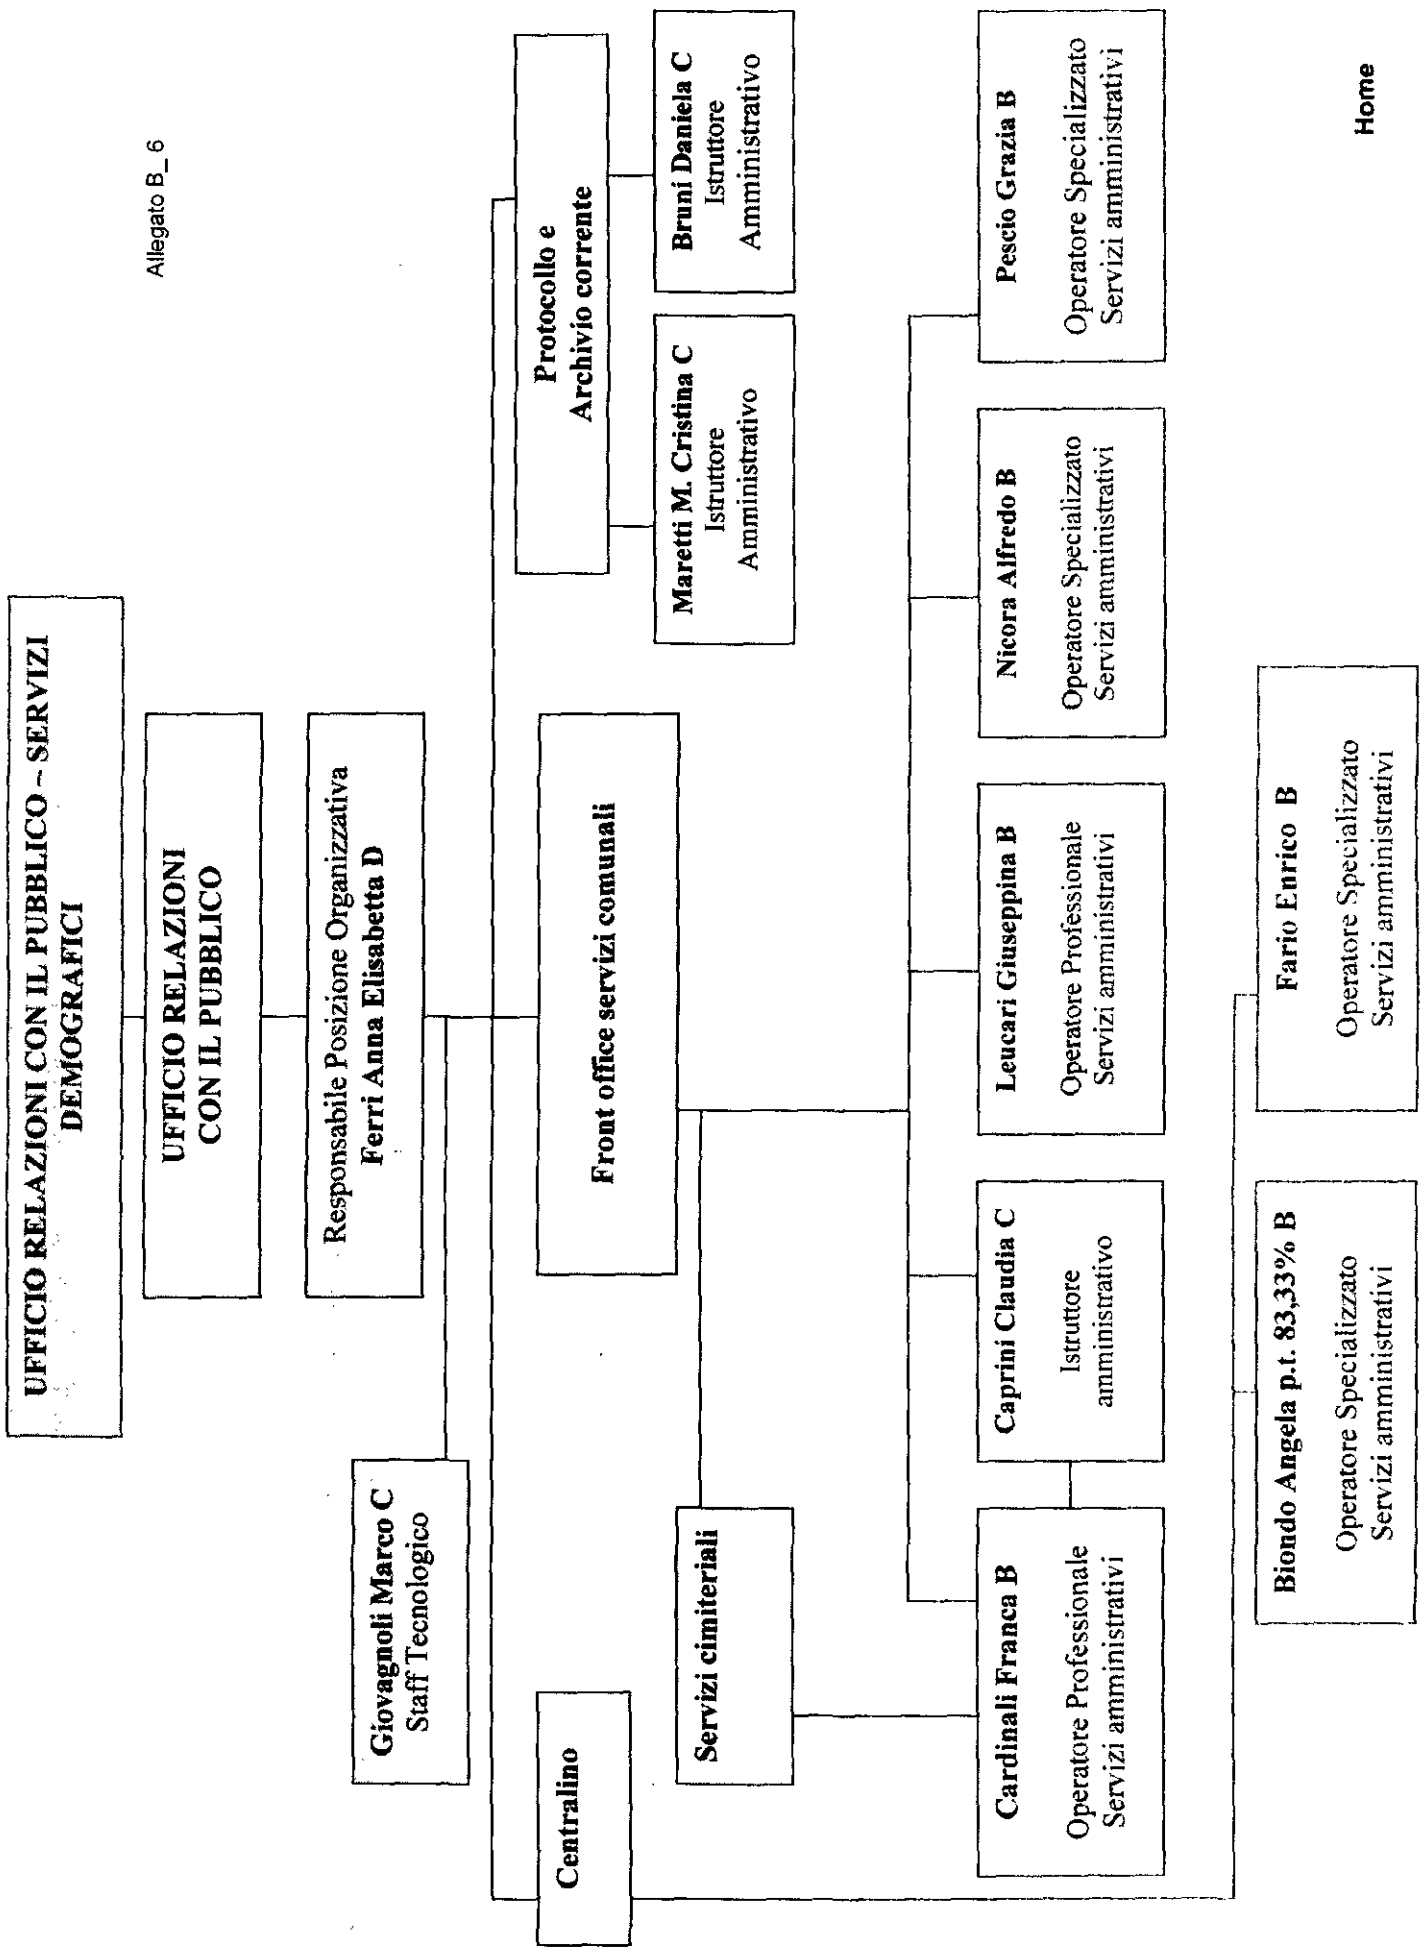 Allegato B_ 6
UFFICIO RELAZIONI CON IL PUBBLICO – SERVIZI
DEMOGRAFICI
UFFICIO RELAZIONI
CON IL PUBBLICO
Responsabile Posizione Organizzativa
Ferri Anna Elisabetta D
Giovagnoli Marco C
Staff Tecnologico
Centralino
Front office servizi comunali
Protocollo e
Archivio corrente
Servizi cimiteriali
Maretti M. Cristina C
Istruttore
Amministrativo
Bruni Daniela C
Istruttore
Amministrativo
Cardinali Franca B
Operatore Professionale
Servizi amministrativi
Caprini Claudia C
Istruttore
amministrativo
Leucari Giuseppina B
Operatore Professionale
Servizi amministrativi
Nicora Alfredo B
Operatore Specializzato
Servizi amministrativi
Pescio Grazia B
Operatore Specializzato
Servizi amministrativi
Biondo Angela p.t. 83,33% B
Operatore Specializzato
Servizi amministrativi
Fario Enrico B
Operatore Specializzato
Servizi amministrativi
Home